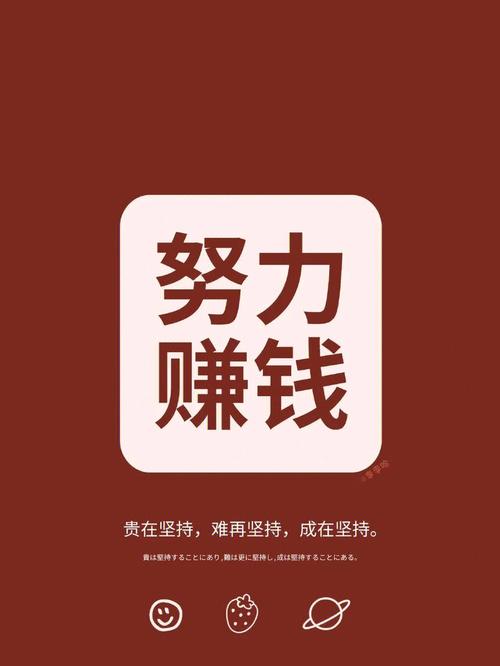 努力
赚钱
贵在坚持，难再坚持，成在坚持。
貴は堅持することにあり,難は更に堅持し,成は堅持することにある。